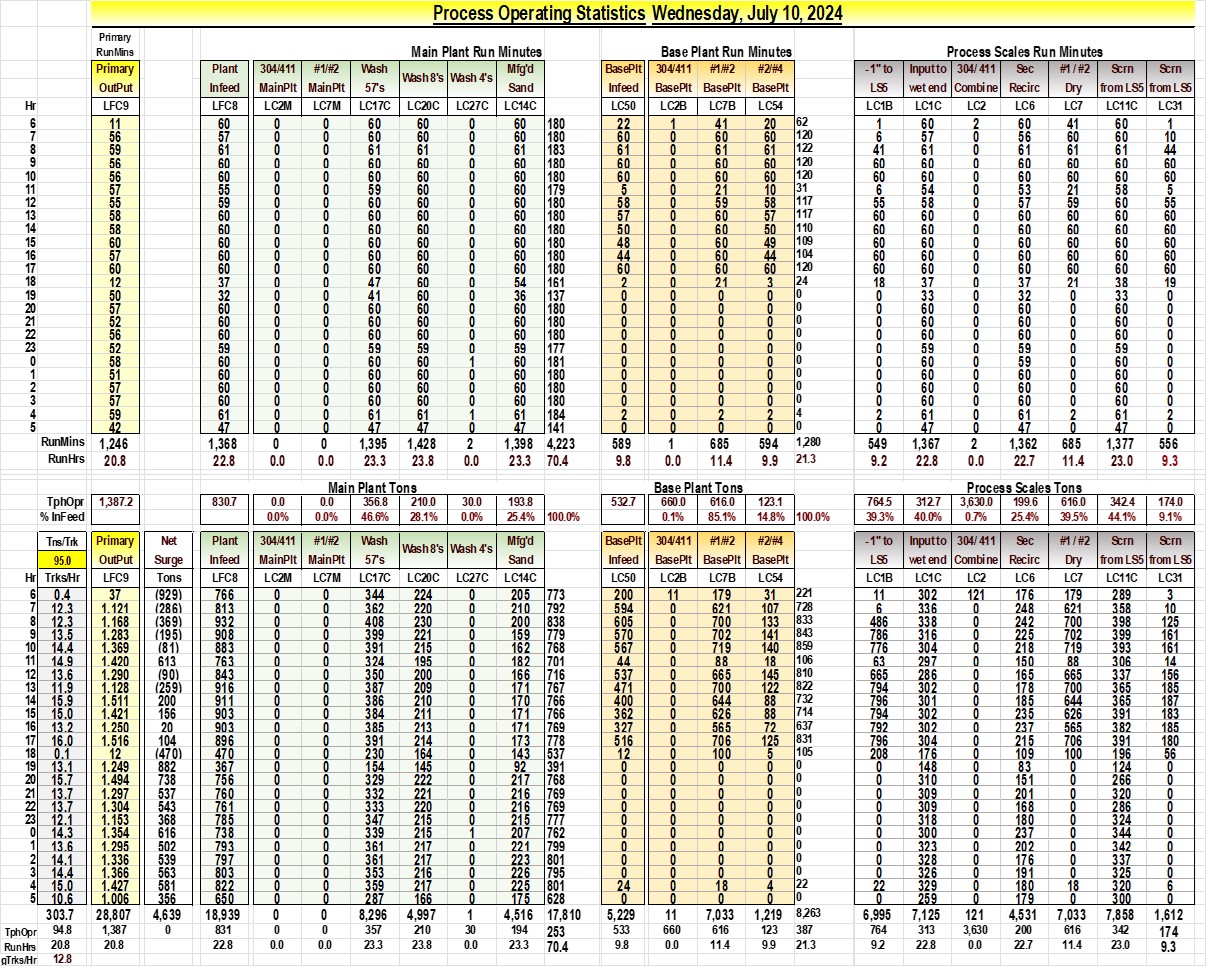 Process Operating Statistics Wednesday, July 10, 2024
Primary
RunMins Main Plant Run Minutes Base Plant Run Minutes Process Scales Run Minutes
Primary Plant 304/411 #1/#2 Wash Wash 8's Wash 4's Mfg'd BasePlt 304/411 #1/#2 #2/#4 -1" to Input to 304/ 411 Sec #1 / #2 Scrn Scrn
OutPut Infeed MainPlt MainPlt 57's Sand Infeed BasePlt BasePlt BasePlt LS5 wet end Combine Recirc Dry from LS5 from LS5
Hr LFC9 LFC8 LC2M LC7M LC17C LC20C LC27C LC14C LC50 LC2B LC7B LC54 LC1B LC1C LC2 LC6 LC7 LC11C LC31
6 11 60 0 0 60 60 0 60 180 22 1 41 20 62 1 60 2 60 41 60 1
7 56 57 0 0 60 60 0 60 180 60 0 60 60 120 6 57 0 56 60 60 10
8 59 61 0 0 61 61 0 61 183 61 0 61 61 122 41 61 0 61 61 61 44
9 56 60 0 0 60 60 0 60 180 60 0 60 60 120 60 60 0 60 60 60 60
10 56 60 0 0 60 60 0 60 180 60 0 60 60 120 60 60 0 60 60 60 60
11 57 55 0 0 59 60 0 60 179 5 0 21 10 31 6 54 0 53 21 58 5
12 55 59 0 0 60 60 0 60 180 58 0 59 58 117 55 58 0 57 59 60 55
13 58 60 0 0 60 60 0 60 180 57 0 60 57 117 60 60 0 60 60 60 60
14 58 60 0 0 60 60 0 60 180 50 0 60 50 110 60 60 0 60 60 60 60
15 60 60 0 0 60 60 0 60 180 48 0 60 49 109 60 60 0 60 60 60 60
16 57 60 0 0 60 60 0 60 180 44 0 60 44 104 60 60 0 60 60 60 60
17 60 60 0 0 60 60 0 60 180 60 0 60 60 120 60 60 0 60 60 60 60
18 12 37 0 0 47 60 0 54 161 2 0 21 3 24 18 37 0 37 21 38 19
19 50 32 0 0 41 60 0 36 137 0 0 0 0 0 0 33 0 32 0 33 0
20 57 60 0 0 60 60 0 60 180 0 0 0 0 0 0 60 0 60 0 60 0
21 52 60 0 0 60 60 0 60 180 0 0 0 0 0 0 60 0 60 0 60 0
22 56 60 0 0 60 60 0 60 180 0 0 0 0 0 0 60 0 60 0 60 0
23 52 59 0 0 59 59 0 59 177 0 0 0 0 0 0 59 0 59 0 59 0
0 58 60 0 0 60 60 1 60 181 0 0 0 0 0 0 60 0 59 0 60 0
1 51 60 0 0 60 60 0 60 180 0 0 0 0 0 0 60 0 60 0 60 0
2 57 60 0 0 60 60 0 60 180 0 0 0 0 0 0 60 0 60 0 60 0
3 57 60 0 0 60 60 0 60 180 0 0 0 0 0 0 60 0 60 0 60 0
4 59 61 0 0 61 61 1 61 184 2 0 2 2 4 2 61 0 61 2 61 2
5 42 47 0 0 47 47 0 47 141 0 0 0 0 0 0 47 0 47 0 47 0
RunMins 1,246 1,368 0 0 1,395 1,428 2 1,398 4,223 589 1 685 594 1,280 549 1,367 2 1,362 685 1,377 556
RunHrs 20.8 22.8 0.0 0.0 23.3 23.8 0.0 23.3 70.4 9.8 0.0 11.4 9.9 21.3 9.2 22.8 0.0 22.7 11.4 23.0 9.3
Main Plant Tons Base Plant Tons Process Scales Tons
TphOpr 1,387.2 830.7 0.0 0.0 356.8 210.0 30.0 193.8 532.7 660.0 616.0 123.1 764.5 312.7 3,630.0 199.6 616.0 342.4 174.0
% InFeed 0.0% 0.0% 46.6% 28.1% 0.0% 25.4% 100.0% 0.1% 85.1% 14.8% 100.0% 39.3% 40.0% 0.7% 25.4% 39.5% 44.1% 9.1%
Tns/Trk Primary Net Plant 304/411 #1/#2 Wash Wash 8's Wash 4's Mfg'd BasePlt 304/411 #1/#2 #2/#4 -1" to Input to 304/ 411 Sec #1 / #2 Scrn Scrn
95.0 OutPut Surge Infeed MainPlt MainPlt 57's Sand Infeed BasePlt BasePlt BasePlt LS5 wet end Combine Recirc Dry from LS5 from LS5
Hr Trks/Hr LFC9 Tons LFC8 LC2M LC7M LC17C LC20C LC27C LC14C LC50 LC2B LC7B LC54 LC1B LC1C LC2 LC6 LC7 LC11C LC31
6 0.4 37 (929) 766 0 0 344 224 0 205 773 200 11 179 31 221 11 302 121 176 179 289 3
7 12.3 1.121 (286) 813 0 0 362 220 0 210 792 594 0 621 107 728 6 336 0 248 621 358 10
8 12.3 1.168 (369) 932 0 0 408 230 0 200 838 605 0 700 133 833 486 338 0 242 700 398 125
9 13.5 1.283 (195) 908 0 0 399 221 0 159 779 570 0 702 141 843 786 316 0 225 702 399 161
10 14.4 1.369 (81) 883 0 0 391 215 0 162 768 567 0 719 140 859 776 304 0 218 719 393 161
11 14.9 1.420 613 763 0 0 324 195 0 182 701 44 0 88 18 106 63 297 0 150 88 306 14
12 13.6 1.290 (90) 843 0 0 350 200 0 166 716 537 0 665 145 810 665 286 0 165 665 337 156
13 11.9 1.128 (259) 916 0 0 387 209 0 171 767 471 0 700 122 822 794 302 0 178 700 365 185
14 15.9 1.511 200 911 0 0 386 210 0 170 766 400 0 644 88 732 796 301 0 185 644 365 187
15 15.0 1.421 156 903 0 0 384 211 0 171 766 362 0 626 88 714 794 302 0 235 626 391 183
16 13.2 1.250 20 903 0 0 385 213 0 171 769 327 0 565 72 637 792 302 0 237 565 382 185
17 16.0 1.516 104 896 0 0 391 214 0 173 778 516 0 706 125 831 796 304 0 215 706 391 180
18 0.1 12 (470) 470 0 0 230 164 0 143 537 12 0 100 5 105 208 176 0 109 100 196 56
19 13.1 1.249 882 367 0 0 154 145 0 92 391 0 0 0 0 0 0 148 0 83 0 124 0
20 15.7 1.494 738 756 0 0 329 222 0 217 768 0 0 0 0 0 0 310 0 151 0 266 0
21 13.7 1.297 537 760 0 0 332 221 0 216 769 0 0 0 0 0 0 309 0 201 0 320 0
22 13.7 1.304 543 761 0 0 333 220 0 216 769 0 0 0 0 0 0 309 0 168 0 286 0
23 12.1 1.153 368 785 0 0 347 215 0 215 777 0 0 0 0 0 0 318 0 180 0 324 0
0 14.3 1.354 616 738 0 0 339 215 1 207 762 0 0 0 0 0 0 300 0 237 0 344 0
1 13.6 1.295 502 793 0 0 361 217 0 221 799 0 0 0 0 0 0 323 0 202 0 342 0
2 14.1 1.336 539 797 0 0 361 217 0 223 801 0 0 0 0 0 0 328 0 176 0 337 0
3 14.4 1.366 563 803 0 0 353 216 0 226 795 0 0 0 0 0 0 326 0 191 0 325 0
4 15.0 1.427 581 822 0 0 359 217 0 225 801 24 0 18 4 22 22 329 0 180 18 320 6
5 10.6 1.006 356 650 0 0 287 166 0 175 628 0 0 0 0 0 0 259 0 179 0 300 0
303.7 28,807 4,639 18,939 0 0 8,296 4,997 1 4,516 17,810 5,229 11 7,033 1,219 8,263 6,995 7,125 121 4,531 7,033 7,858 1,612
TphOpr 94.8 1,387 0 831 0 0 357 210 30 194 253 533 660 616 123 387 764 313 3,630 200 616 342 174
RunHrs 20.8 20.8 22.8 0.0 0.0 23.3 23.8 0.0 23.3 70.4 9.8 0.0 11.4 9.9 21.3 9.2 22.8 0.0 22.7 11.4 23.0 9.3
gTrks/Hr 12.8